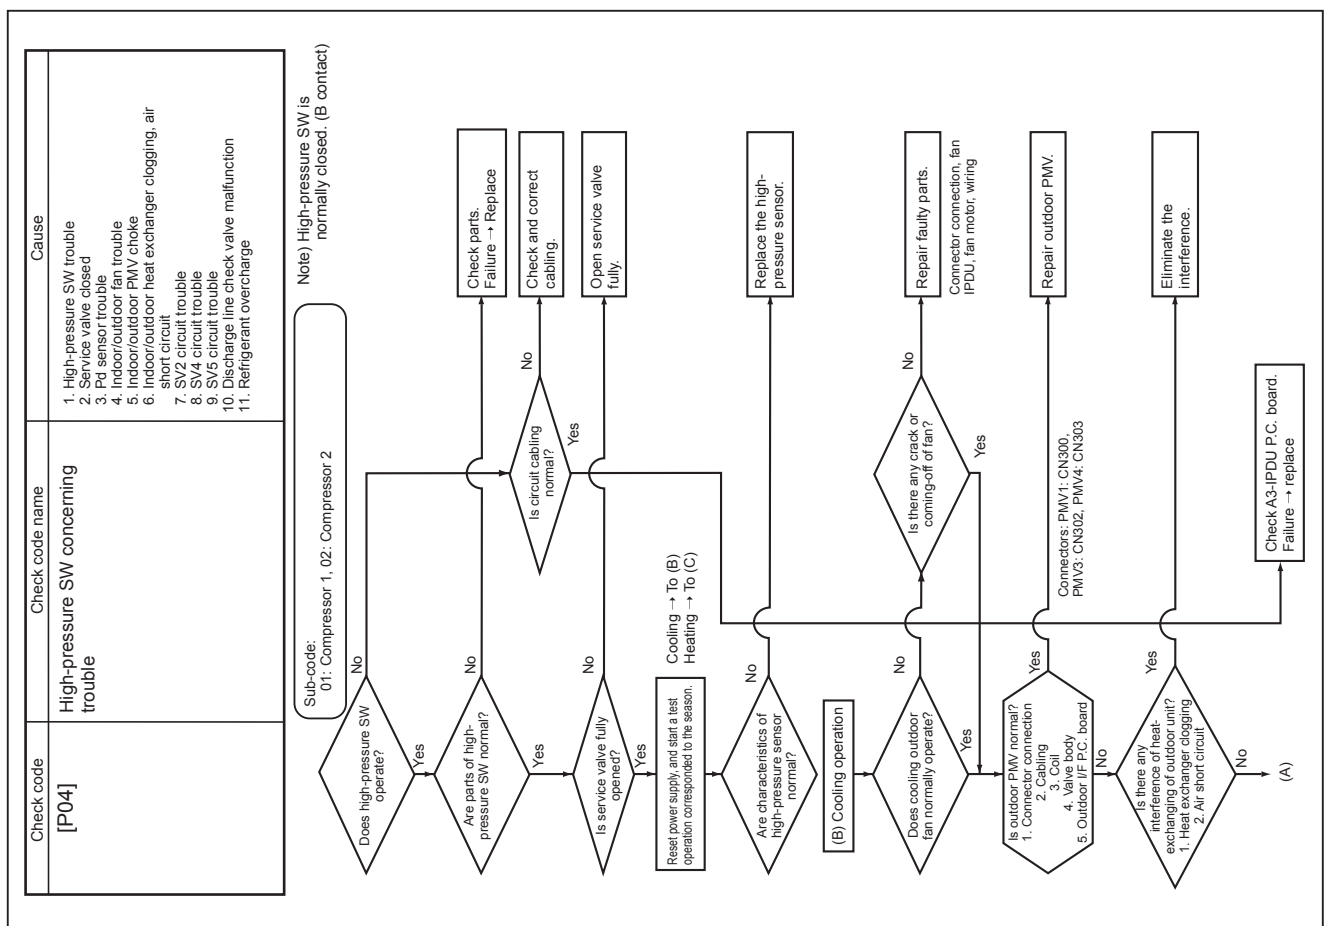 Check code
Check code name
Cause
[P04]
High-pressure SW concerning
trouble
1. High-pressure SW trouble
2. Service valve closed
3. Pd sensor trouble
4. Indoor/outdoor fan trouble
5. Indoor/outdoor PMV choke
6. Indoor/outdoor heat exchanger clogging, air
short circuit
7. SV2 circuit trouble
8. SV4 circuit trouble
9. SV5 circuit trouble
10. Discharge line check valve malfunction
11. Refrigerant overcharge
Sub-code:
01: Compressor 1, 02: Compressor 2
Note) High-pressure SW is
normally closed. (B contact)
Does high-pressure SW
operate?
No
Yes
Are parts of high-
pressure SW normal?
No
Check parts.
Failure → Replace
Yes
Is circuit cabling
normal?
No
Check and correct
cabling.
Yes
Is service valve fully
opened?
No
Open service valve
fully.
Yes
Reset power supply, and start a test
operation corresponded to the season.
Cooling → To (B)
Heating → To (C)
Are characteristics of
high-pressure sensor
normal?
No
Replace the high-
pressure sensor.
(B) Cooling operation
Does cooling outdoor
fan normally operate?
No
Yes
Is there any crack or
coming-off of fan?
No
Yes
Repair faulty parts.
Connector connection, fan
IPDU, fan motor, wiring
Is outdoor PMV normal?
1. Connector connection
2. Cabling
3. Coil
4. Valve body
5. Outdoor I/F P.C. board
Yes
No
Connectors: PMV1: CN300,
PMV3: CN302, PMV4: CN303
Repair outdoor PMV.
Is there any
interference of heat-
exchanging of outdoor unit?
1. Heat exchanger clogging
2. Air short circuit
Yes
Eliminate the
interference.
No
(A)
Check A3-IPDU P.C. board.
Failure → replace